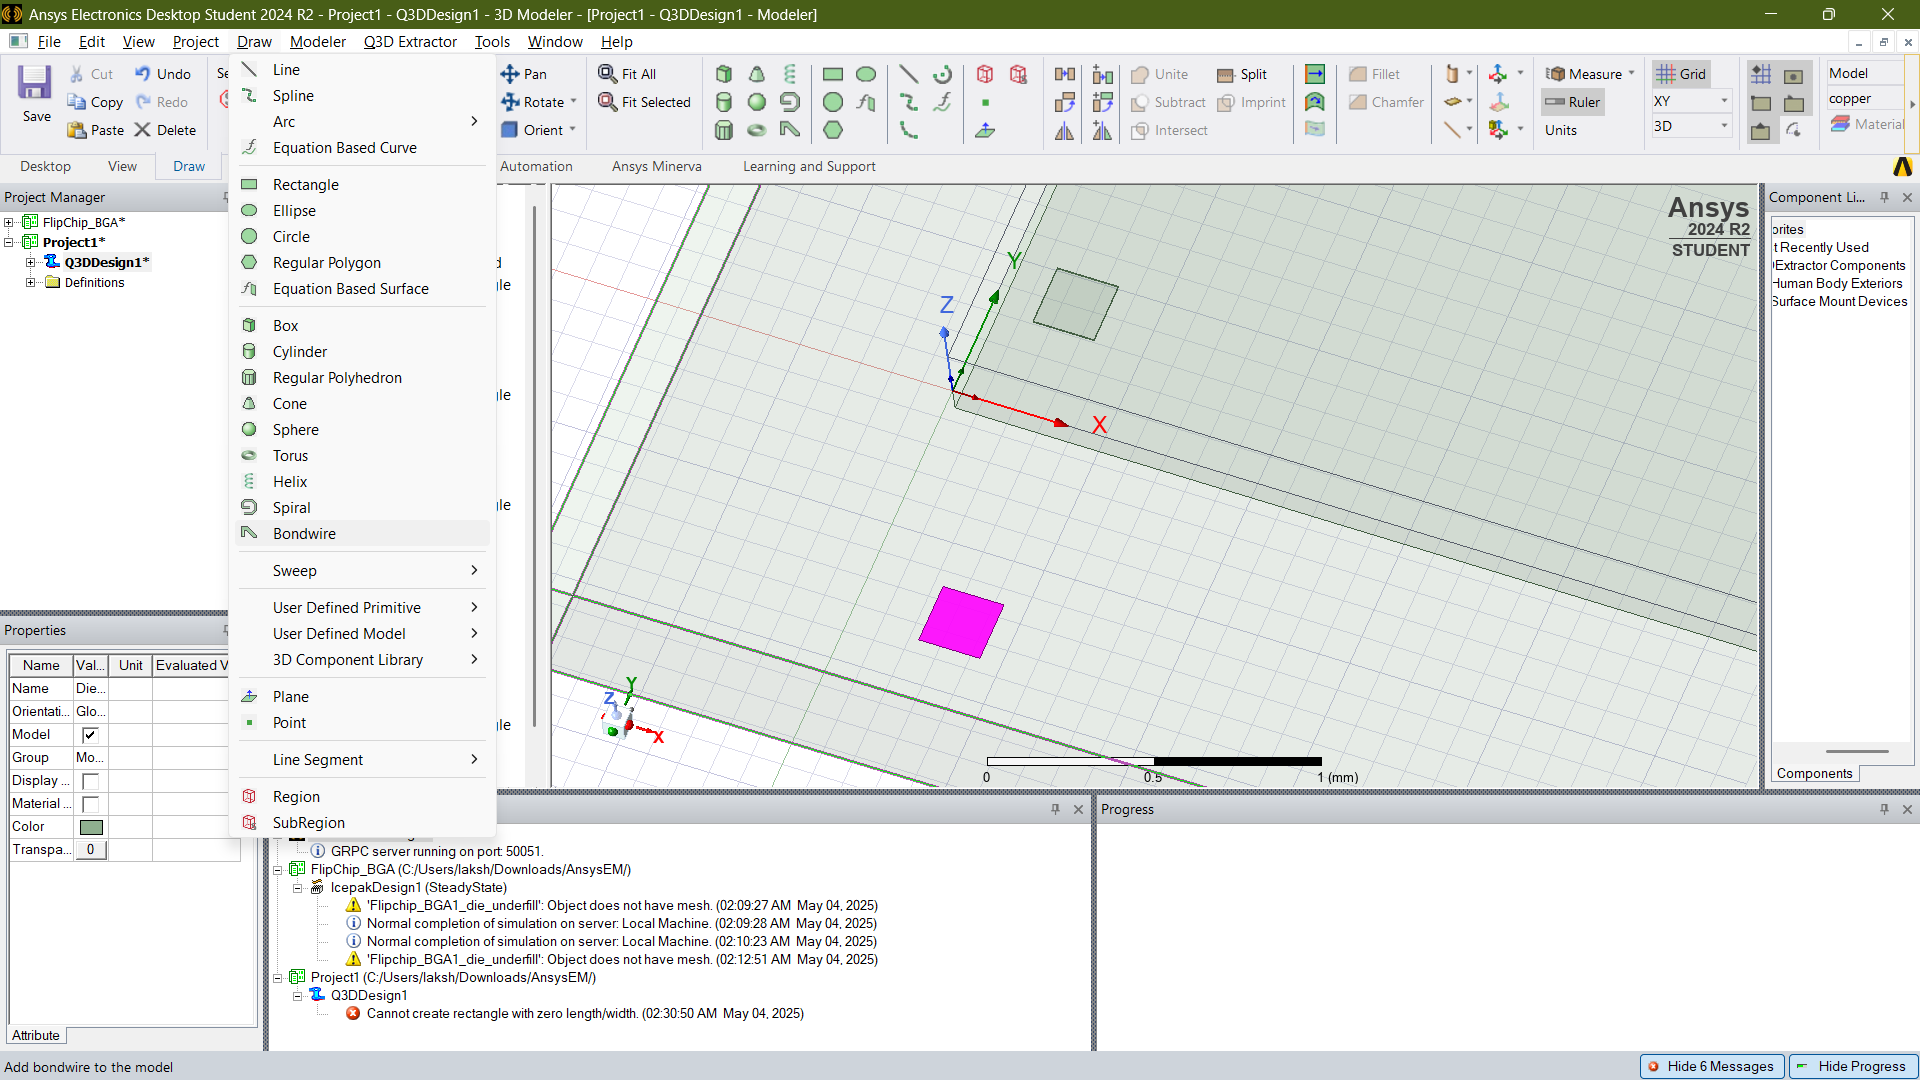 Ansys Electronics Desktop Student 2024 R2 - Project1 - Q3DDesign1 - 3D Modeler - [Project1 - Q3DDesign1 - Modeler]
File Edit View Project Draw Modeler Q3D Extractor Tools Window Help
Save
Cut
Copy
Paste
Undo
Redo
Delete
Se
Pan
Rotate
Orient
Fit All
Fit Selected
Unite
Subtract
Intersect
Split
Imprint
Fillet
Chamfer
Measure
Ruler
Units
Grid
XY
3D
Model
copper
Material
Desktop View Draw
Automation Ansys Minerva Learning and Support
Project Manager
FlipChip_BGA*
Project1*
Q3DDesign1*
Definitions
Line
Spline
Arc
Equation Based Curve
Rectangle
Ellipse
Circle
Regular Polygon
Equation Based Surface
Box
Cylinder
Regular Polyhedron
Cone
Sphere
Torus
Helix
Spiral
Bondwire
Sweep
User Defined Primitive
User Defined Model
3D Component Library
Plane
Point
Line Segment
Region
SubRegion
d
le
le
le
le
Ansys
2024 R2
STUDENT
Y
Z
X
Y
Z
X
0 0.5 1 (mm)
Component Li...
orites
t Recently Used
Extractor Components
Human Body Exteriors
Surface Mount Devices
Components
Properties
Name Val... Unit Evaluated V
Name Die...
Orientati... Glo...
Model
Group Mo...
Display ...
Material ...
Color
Transpa... 0
Attribute
GRPC server running on port: 50051.
FlipChip_BGA (C:/Users/laksh/Downloads/AnsysEM/)
IcepakDesign1 (SteadyState)
'Flipchip_BGA1_die_underfill': Object does not have mesh. (02:09:27 AM May 04, 2025)
Normal completion of simulation on server: Local Machine. (02:09:28 AM May 04, 2025)
Normal completion of simulation on server: Local Machine. (02:10:23 AM May 04, 2025)
'Flipchip_BGA1_die_underfill': Object does not have mesh. (02:12:51 AM May 04, 2025)
Project1 (C:/Users/laksh/Downloads/AnsysEM/)
Q3DDesign1
Cannot create rectangle with zero length/width. (02:30:50 AM May 04, 2025)
Progress
Add bondwire to the model
Hide 6 Messages
Hide Progress